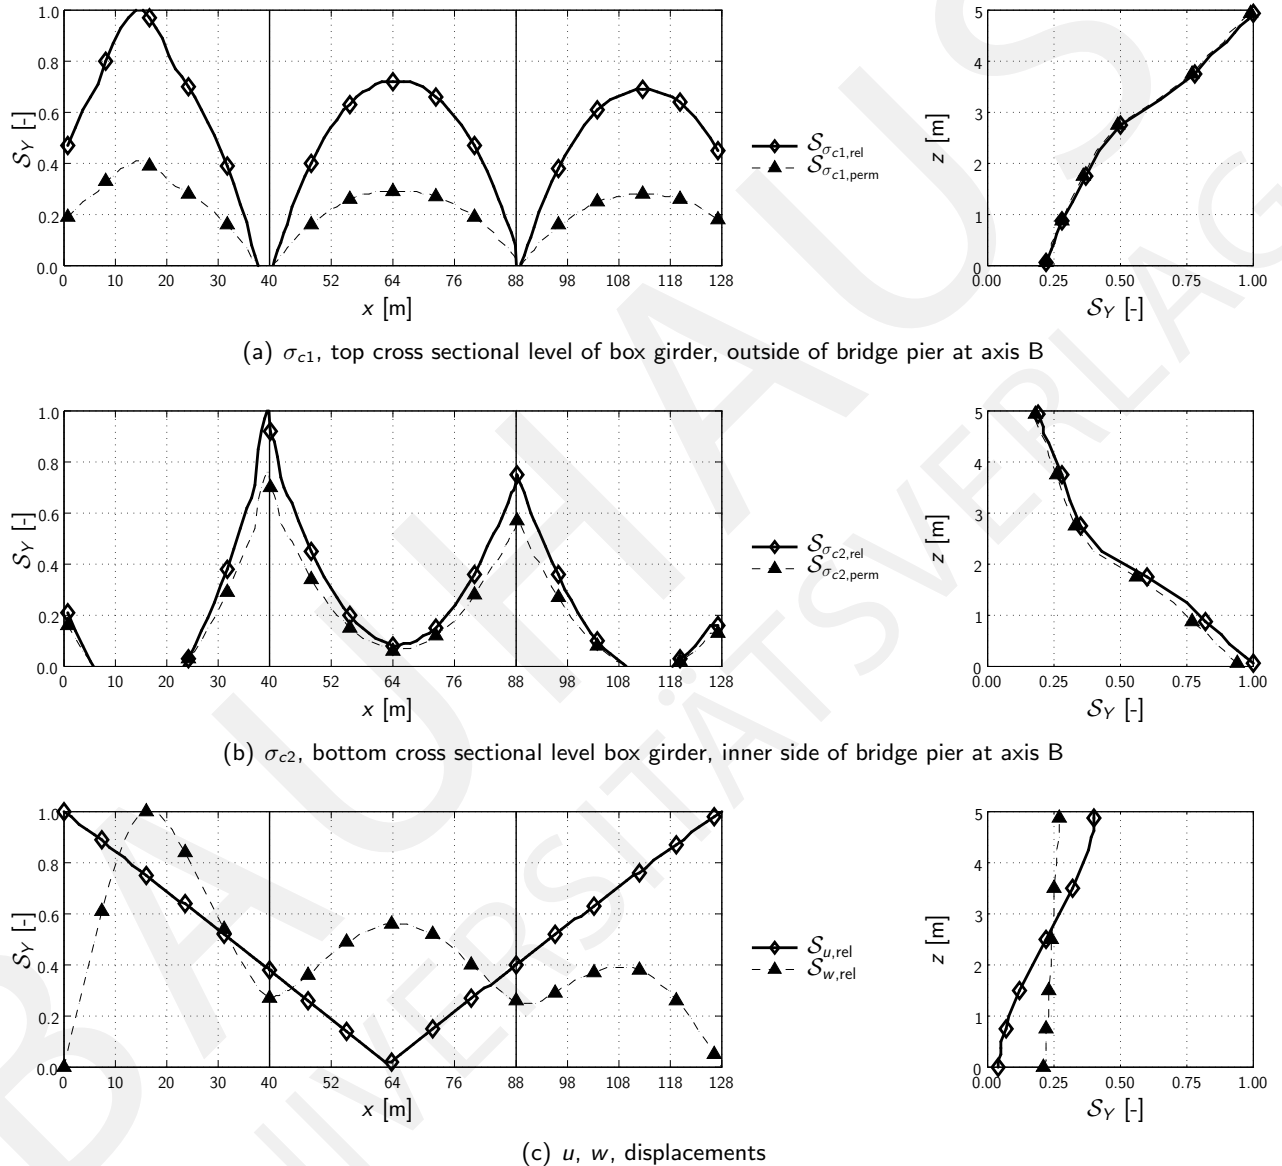 1.0
0.8
0.6
0.4
0.2
0.0
S_Y [-]
0 10 20 30 40 52 64 76 88 98 108 118 128
x [m]
S_σc1,rel
S_σc1,perm
5
4
3
2
1
0
z [m]
0.00 0.25 0.50 0.75 1.00
S_Y [-]
(a) σc1, top cross sectional level of box girder, outside of bridge pier at axis B
1.0
0.8
0.6
0.4
0.2
0.0
S_Y [-]
0 10 20 30 40 52 64 76 88 98 108 118 128
x [m]
S_σc2,rel
S_σc2,perm
5
4
3
2
1
0
z [m]
0.00 0.25 0.50 0.75 1.00
S_Y [-]
(b) σc2, bottom cross sectional level box girder, inner side of bridge pier at axis B
1.0
0.8
0.6
0.4
0.2
0.0
S_Y [-]
0 10 20 30 40 52 64 76 88 98 108 118 128
x [m]
S_u,rel
S_w,rel
5
4
3
2
1
0
z [m]
0.00 0.25 0.50 0.75 1.00
S_Y [-]
(c) u, w, displacements
BAUHAUS
UNIVERSITÄTSVERLAG